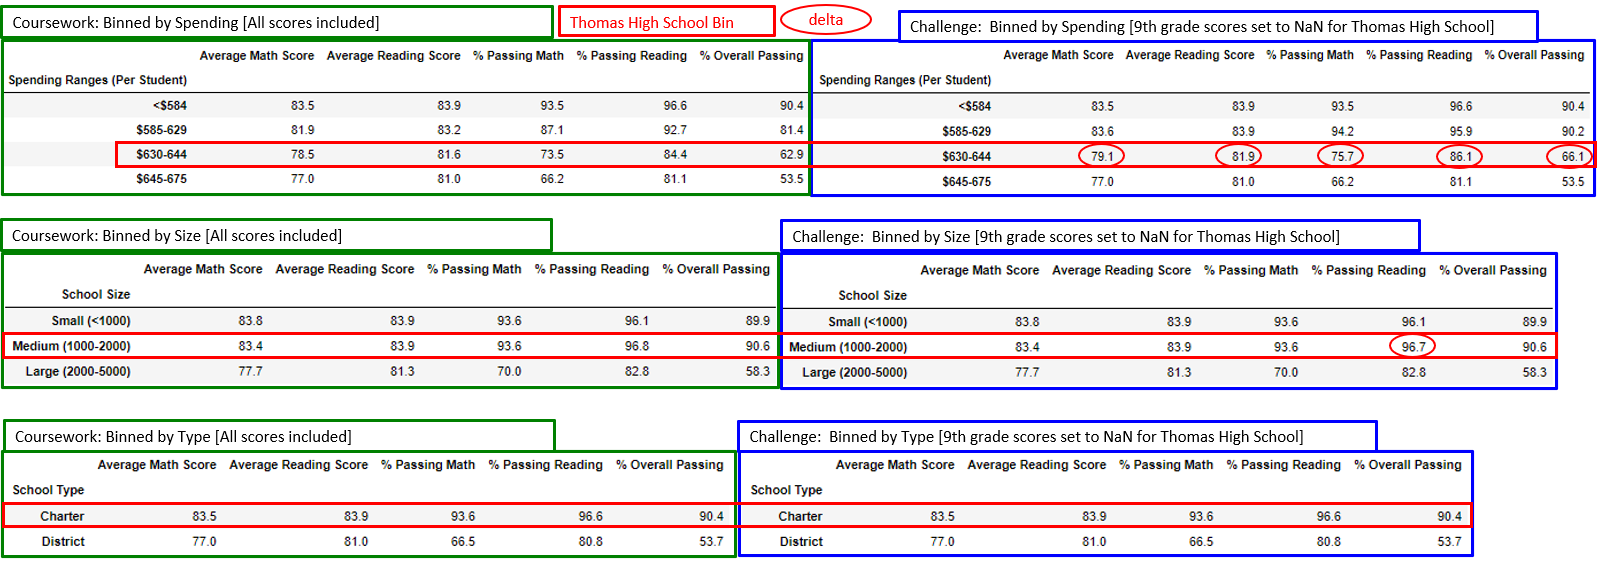 Coursework: Binned by Spending [All scores included]
Thomas High School Bin
delta
Challenge:  Binned by Spending [9th grade scores set to NaN for Thomas High School]
Average Math Score Average Reading Score % Passing Math % Passing Reading % Overall Passing
Spending Ranges (Per Student)
<$584 83.5 83.9 93.5 96.6 90.4
$585-629 81.9 83.2 87.1 92.7 81.4
$630-644 78.5 81.6 73.5 84.4 62.9
$645-675 77.0 81.0 66.2 81.1 53.5
Average Math Score Average Reading Score % Passing Math % Passing Reading % Overall Passing
Spending Ranges (Per Student)
<$584 83.5 83.9 93.5 96.6 90.4
$585-629 83.6 83.9 94.2 95.9 90.2
$630-644 79.1 81.9 75.7 86.1 66.1
$645-675 77.0 81.0 66.2 81.1 53.5
Coursework: Binned by Size [All scores included]
Challenge:  Binned by Size [9th grade scores set to NaN for Thomas High School]
Average Math Score Average Reading Score % Passing Math % Passing Reading % Overall Passing
School Size
Small (<1000) 83.8 83.9 93.6 96.1 89.9
Medium (1000-2000) 83.4 83.9 93.6 96.8 90.6
Large (2000-5000) 77.7 81.3 70.0 82.8 58.3
Average Math Score Average Reading Score % Passing Math % Passing Reading % Overall Passing
School Size
Small (<1000) 83.8 83.9 93.6 96.1 89.9
Medium (1000-2000) 83.4 83.9 93.6 96.7 90.6
Large (2000-5000) 77.7 81.3 70.0 82.8 58.3
Coursework: Binned by Type [All scores included]
Challenge:  Binned by Type [9th grade scores set to NaN for Thomas High School]
Average Math Score Average Reading Score % Passing Math % Passing Reading % Overall Passing
School Type
Charter 83.5 83.9 93.6 96.6 90.4
District 77.0 81.0 66.5 80.8 53.7
Average Math Score Average Reading Score % Passing Math % Passing Reading % Overall Passing
School Type
Charter 83.5 83.9 93.6 96.6 90.4
District 77.0 81.0 66.5 80.8 53.7